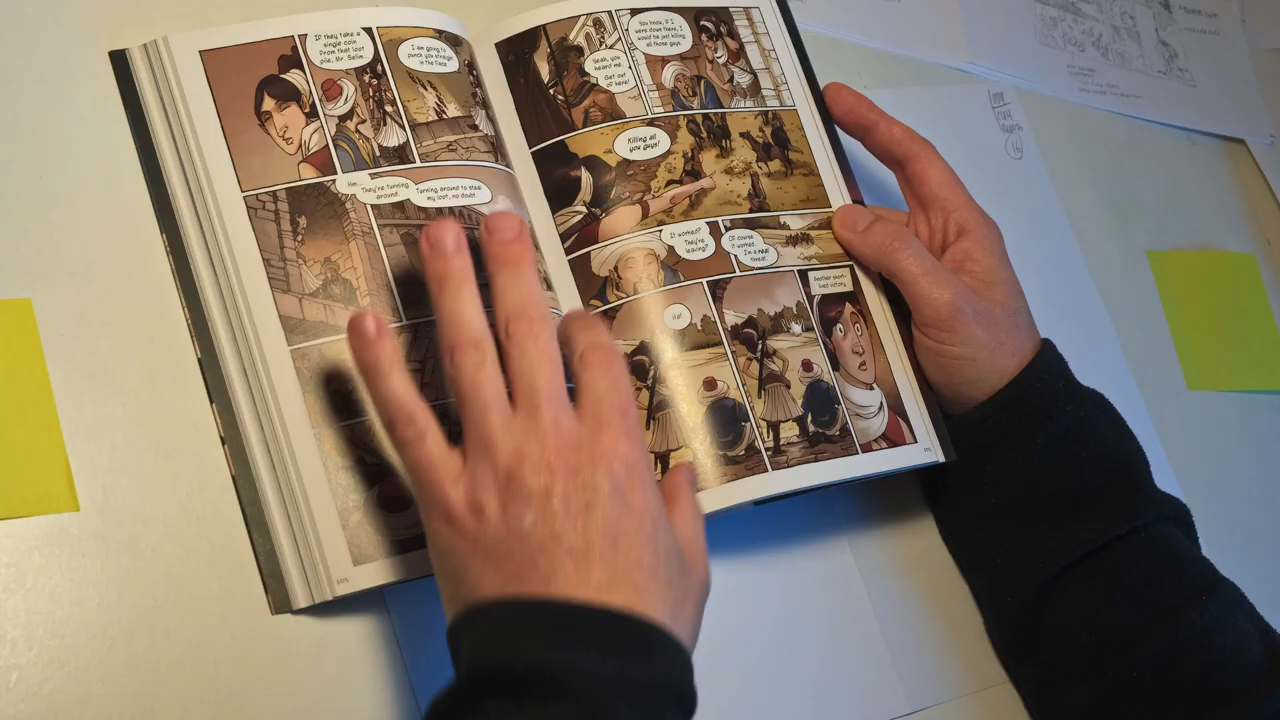 If they take a
single coin
from that loot
pile, Mr. Selim...
I am going to
punch you straight
in the face
Hm...
They're turning
around.
Turning around to steal
my loot, no doubt.
Yeah, you
heard me.
Get out
of here!
You know, if I
were down there, I
would be just killing
all those guys.
Killing all
you guys!
It worked?
They're
leaving?
Of course
it worked.
I'm a real
threat.
Ha!
Another short-
lived victory.